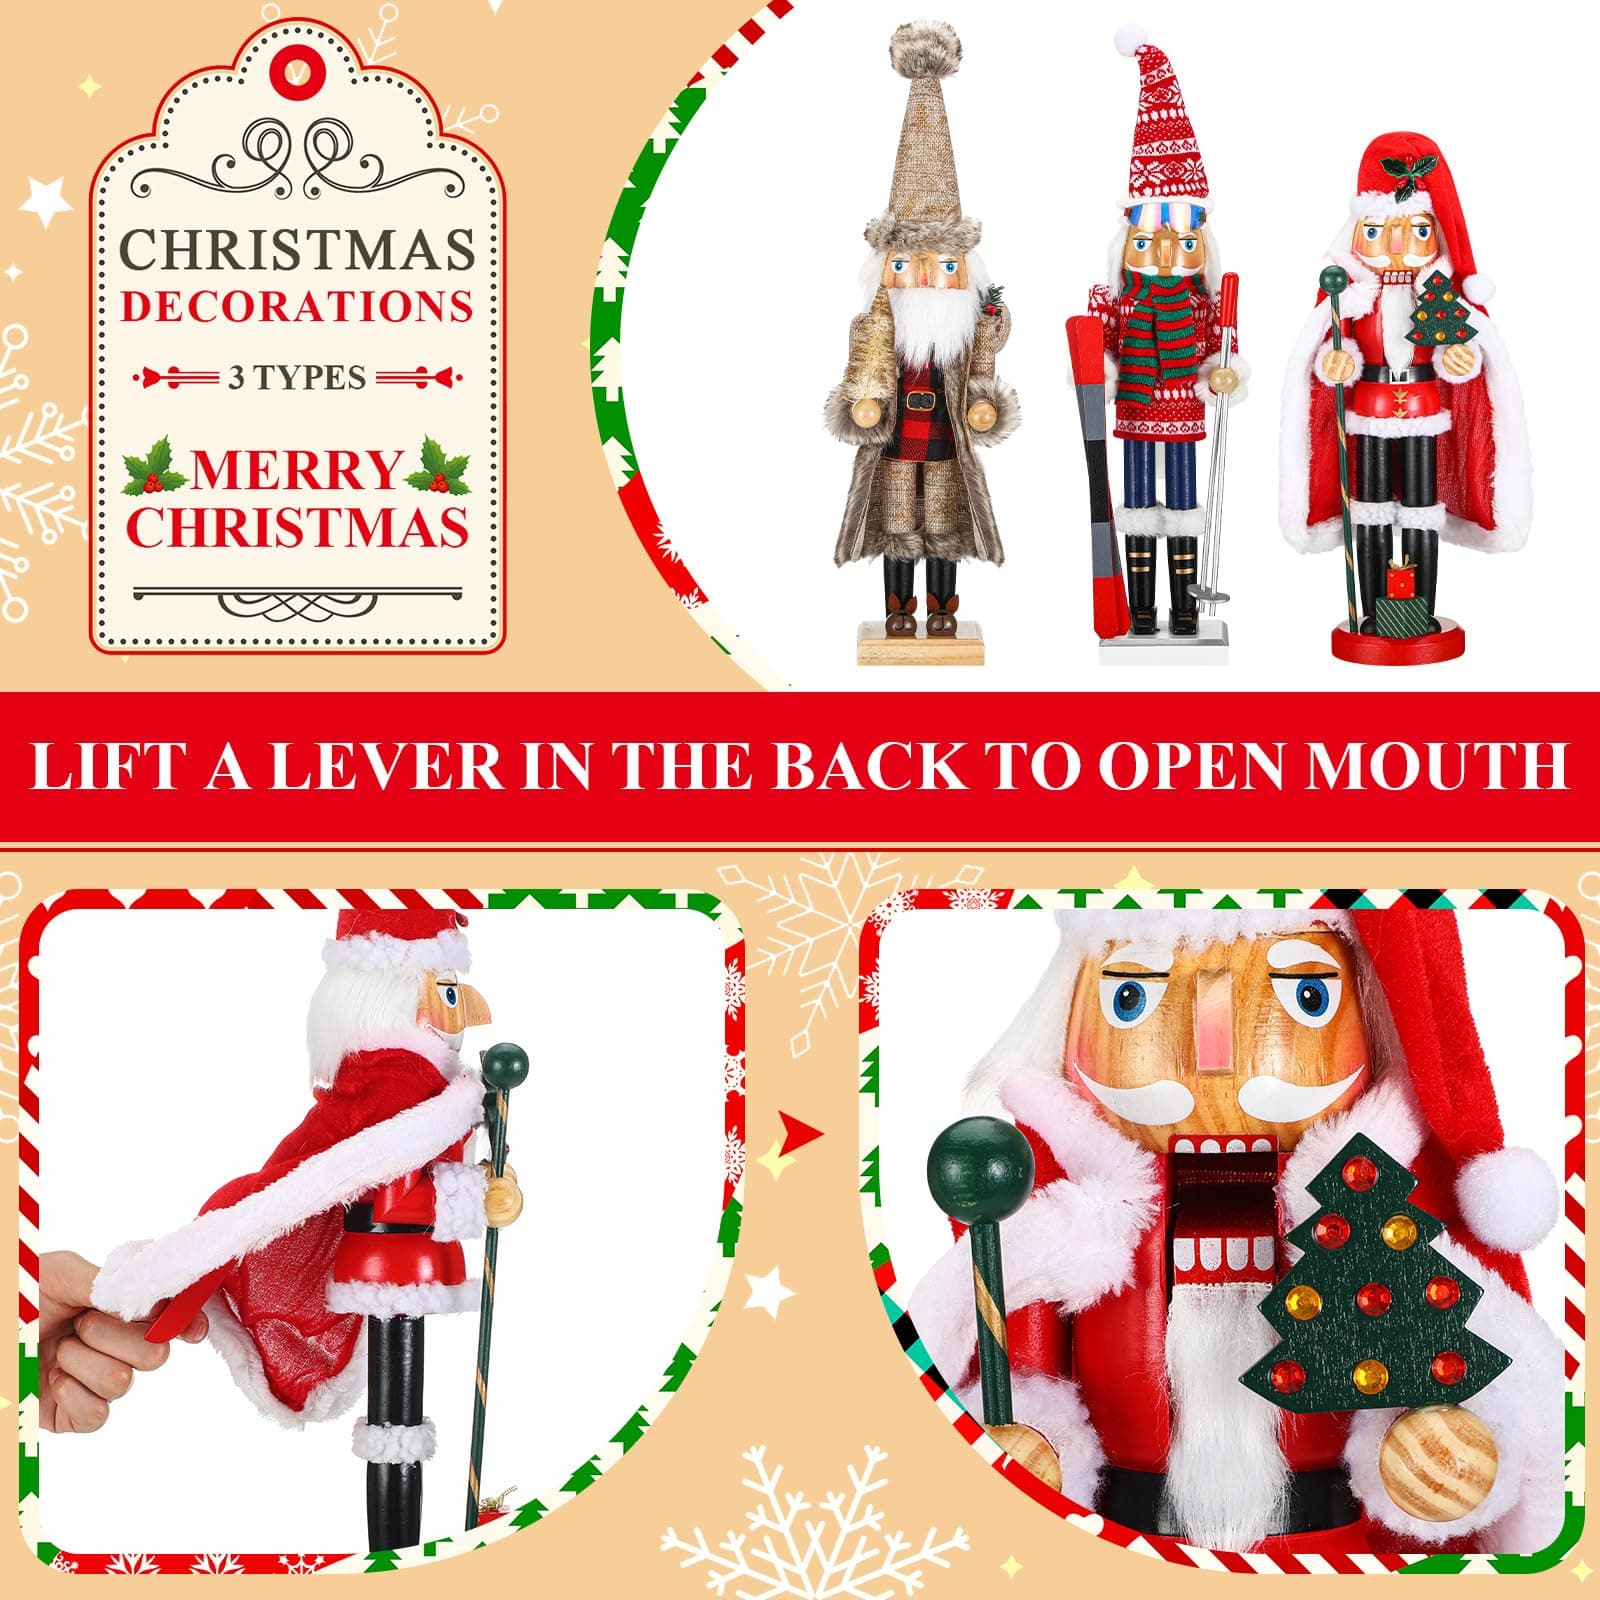 CHRISTMAS
DECORATIONS
3 TYPES
MERRY
CHRISTMAS
LIFT A LEVER IN THE BACK TO OPEN MOUTH